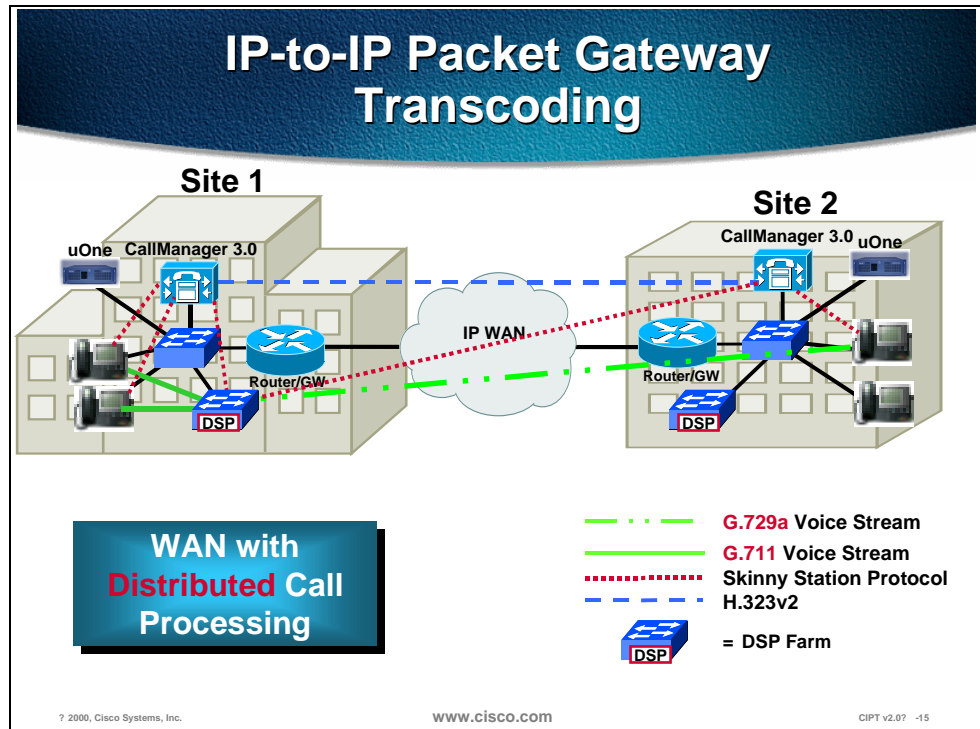 IP-to-IP Packet Gateway
Transcoding
Site 1
Site 2
uOne
CallManager 3.0
CallManager 3.0
uOne
IP WAN
Router/GW
Router/GW
DSP
DSP
WAN with
Distributed Call
Processing
G.729a Voice Stream
G.711 Voice Stream
Skinny Station Protocol
H.323v2
DSP
= DSP Farm
? 2000, Cisco Systems, Inc.
www.cisco.com
CIPT v2.0? -15